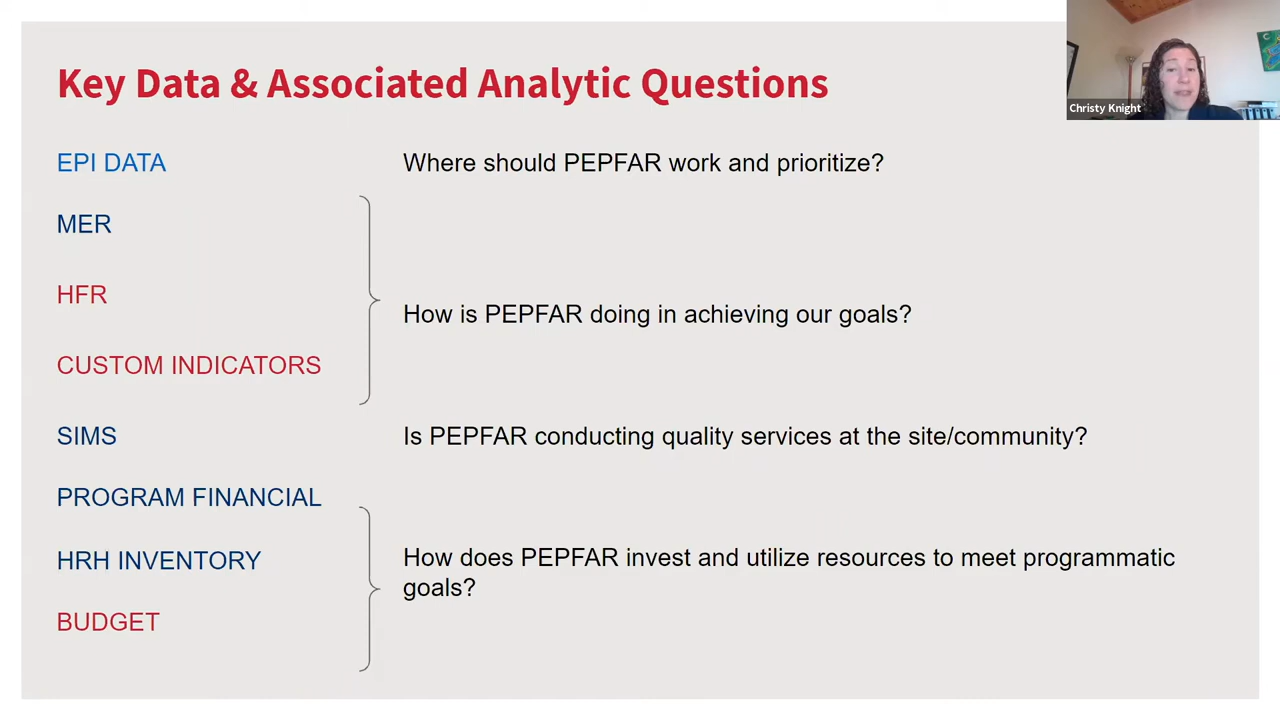 Key Data & Associated Analytic Questions
Christy Knight
EPI DATA
Where should PEPFAR work and prioritize?
MER
HFR
How is PEPFAR doing in achieving our goals?
CUSTOM INDICATORS
SIMS
Is PEPFAR conducting quality services at the site/community?
PROGRAM FINANCIAL
HRH INVENTORY
How does PEPFAR invest and utilize resources to meet programmatic
goals?
BUDGET